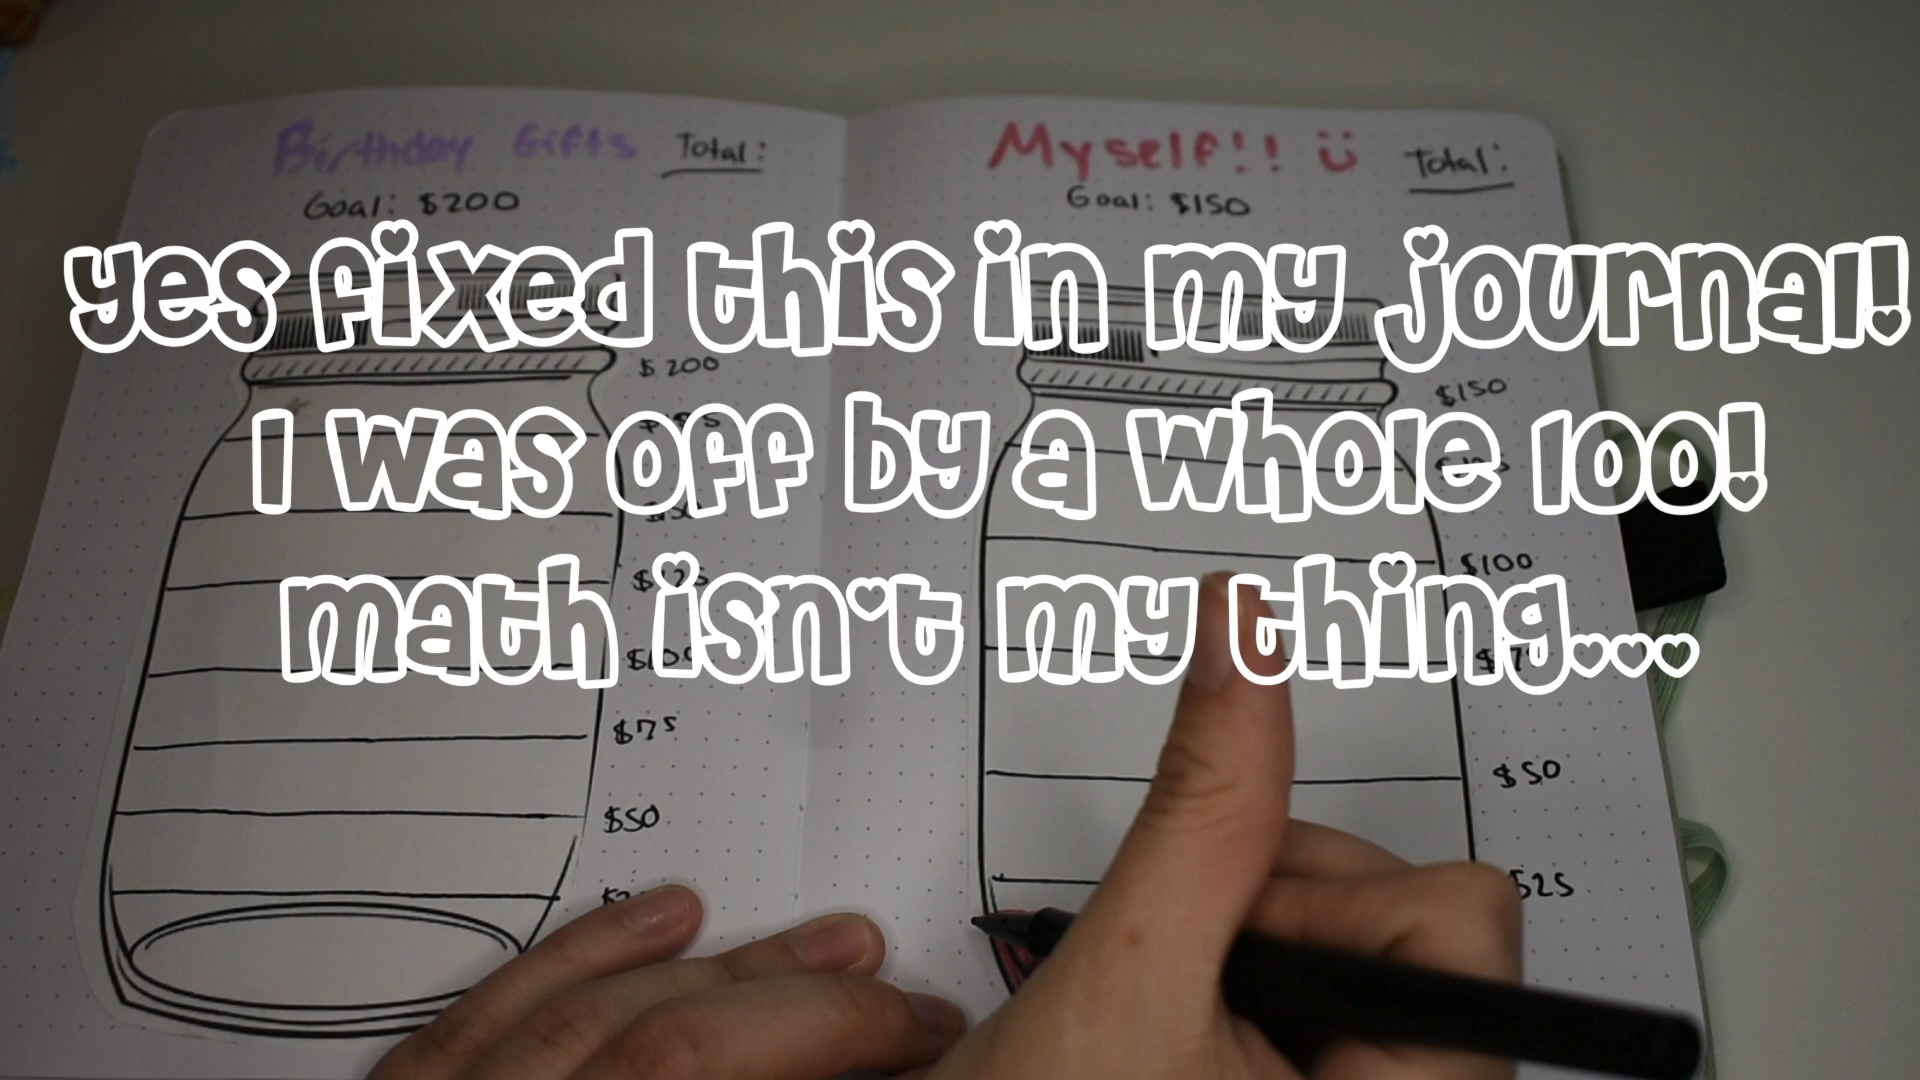 Birthday Gifts Total:
Goal: $200
Myself!! Total:
Goal: $150
yes fixed this in my journal!
I was off by a whole 100!
math isn't my thing...
$200
$75
$50
$150
$100
$50
$25